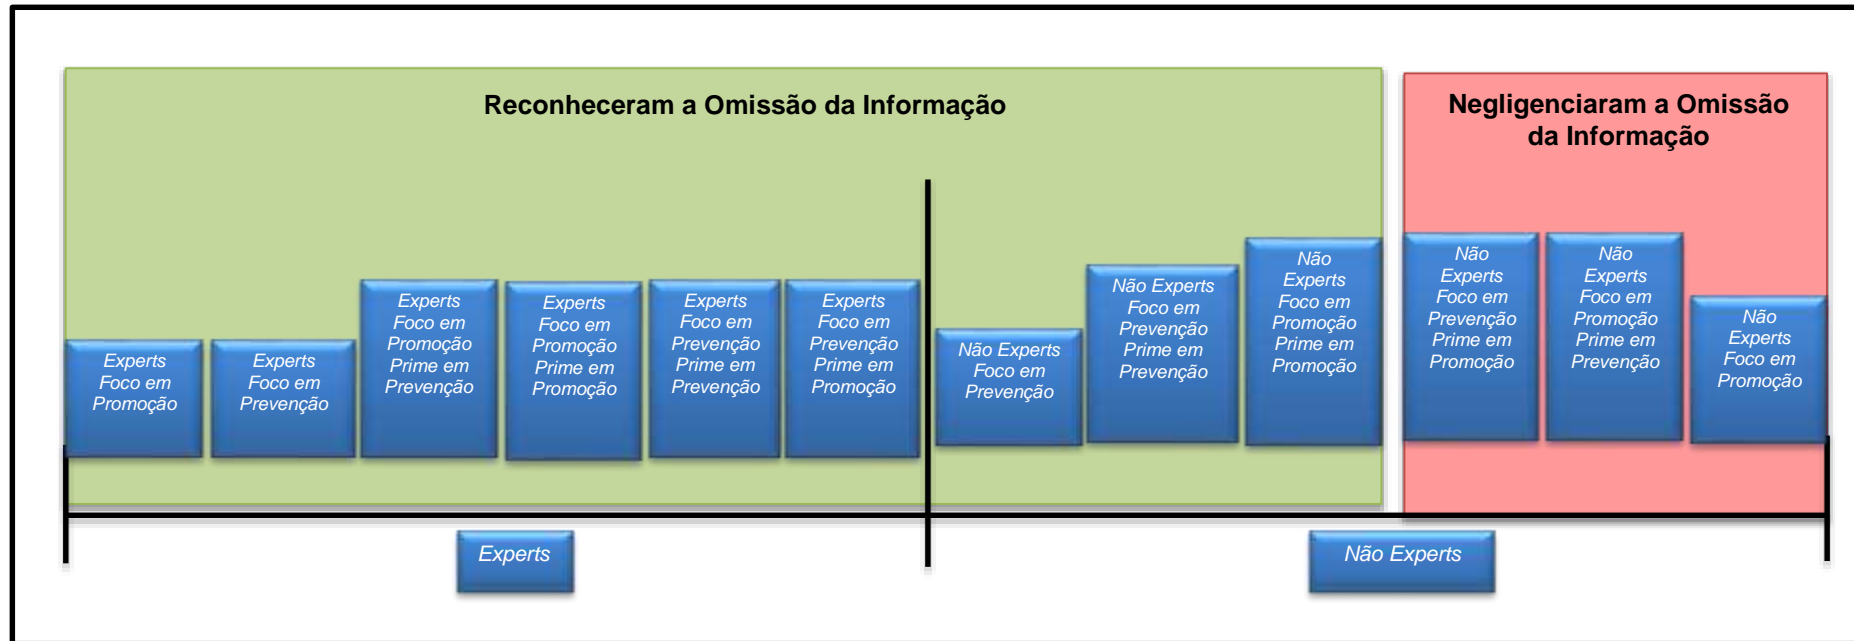 Reconheceram a Omissão da Informação
Negligenciaram a Omissão
da Informação
Experts
Foco em
Promoção
Experts
Foco em
Prevenção
Experts
Foco em
Promoção
Prime em
Prevenção
Experts
Foco em
Promoção
Prime em
Promoção
Experts
Foco em
Prevenção
Prime em
Prevenção
Experts
Foco em
Prevenção
Prime em
Promoção
Não Experts
Foco em
Prevenção
Não Experts
Foco em
Prevenção
Prime em
Prevenção
Não
Experts
Foco em
Promoção
Prime em
Promoção
Não
Experts
Foco em
Prevenção
Prime em
Promoção
Não
Experts
Foco em
Promoção
Prime em
Prevenção
Não
Experts
Foco em
Promoção
Experts
Não Experts